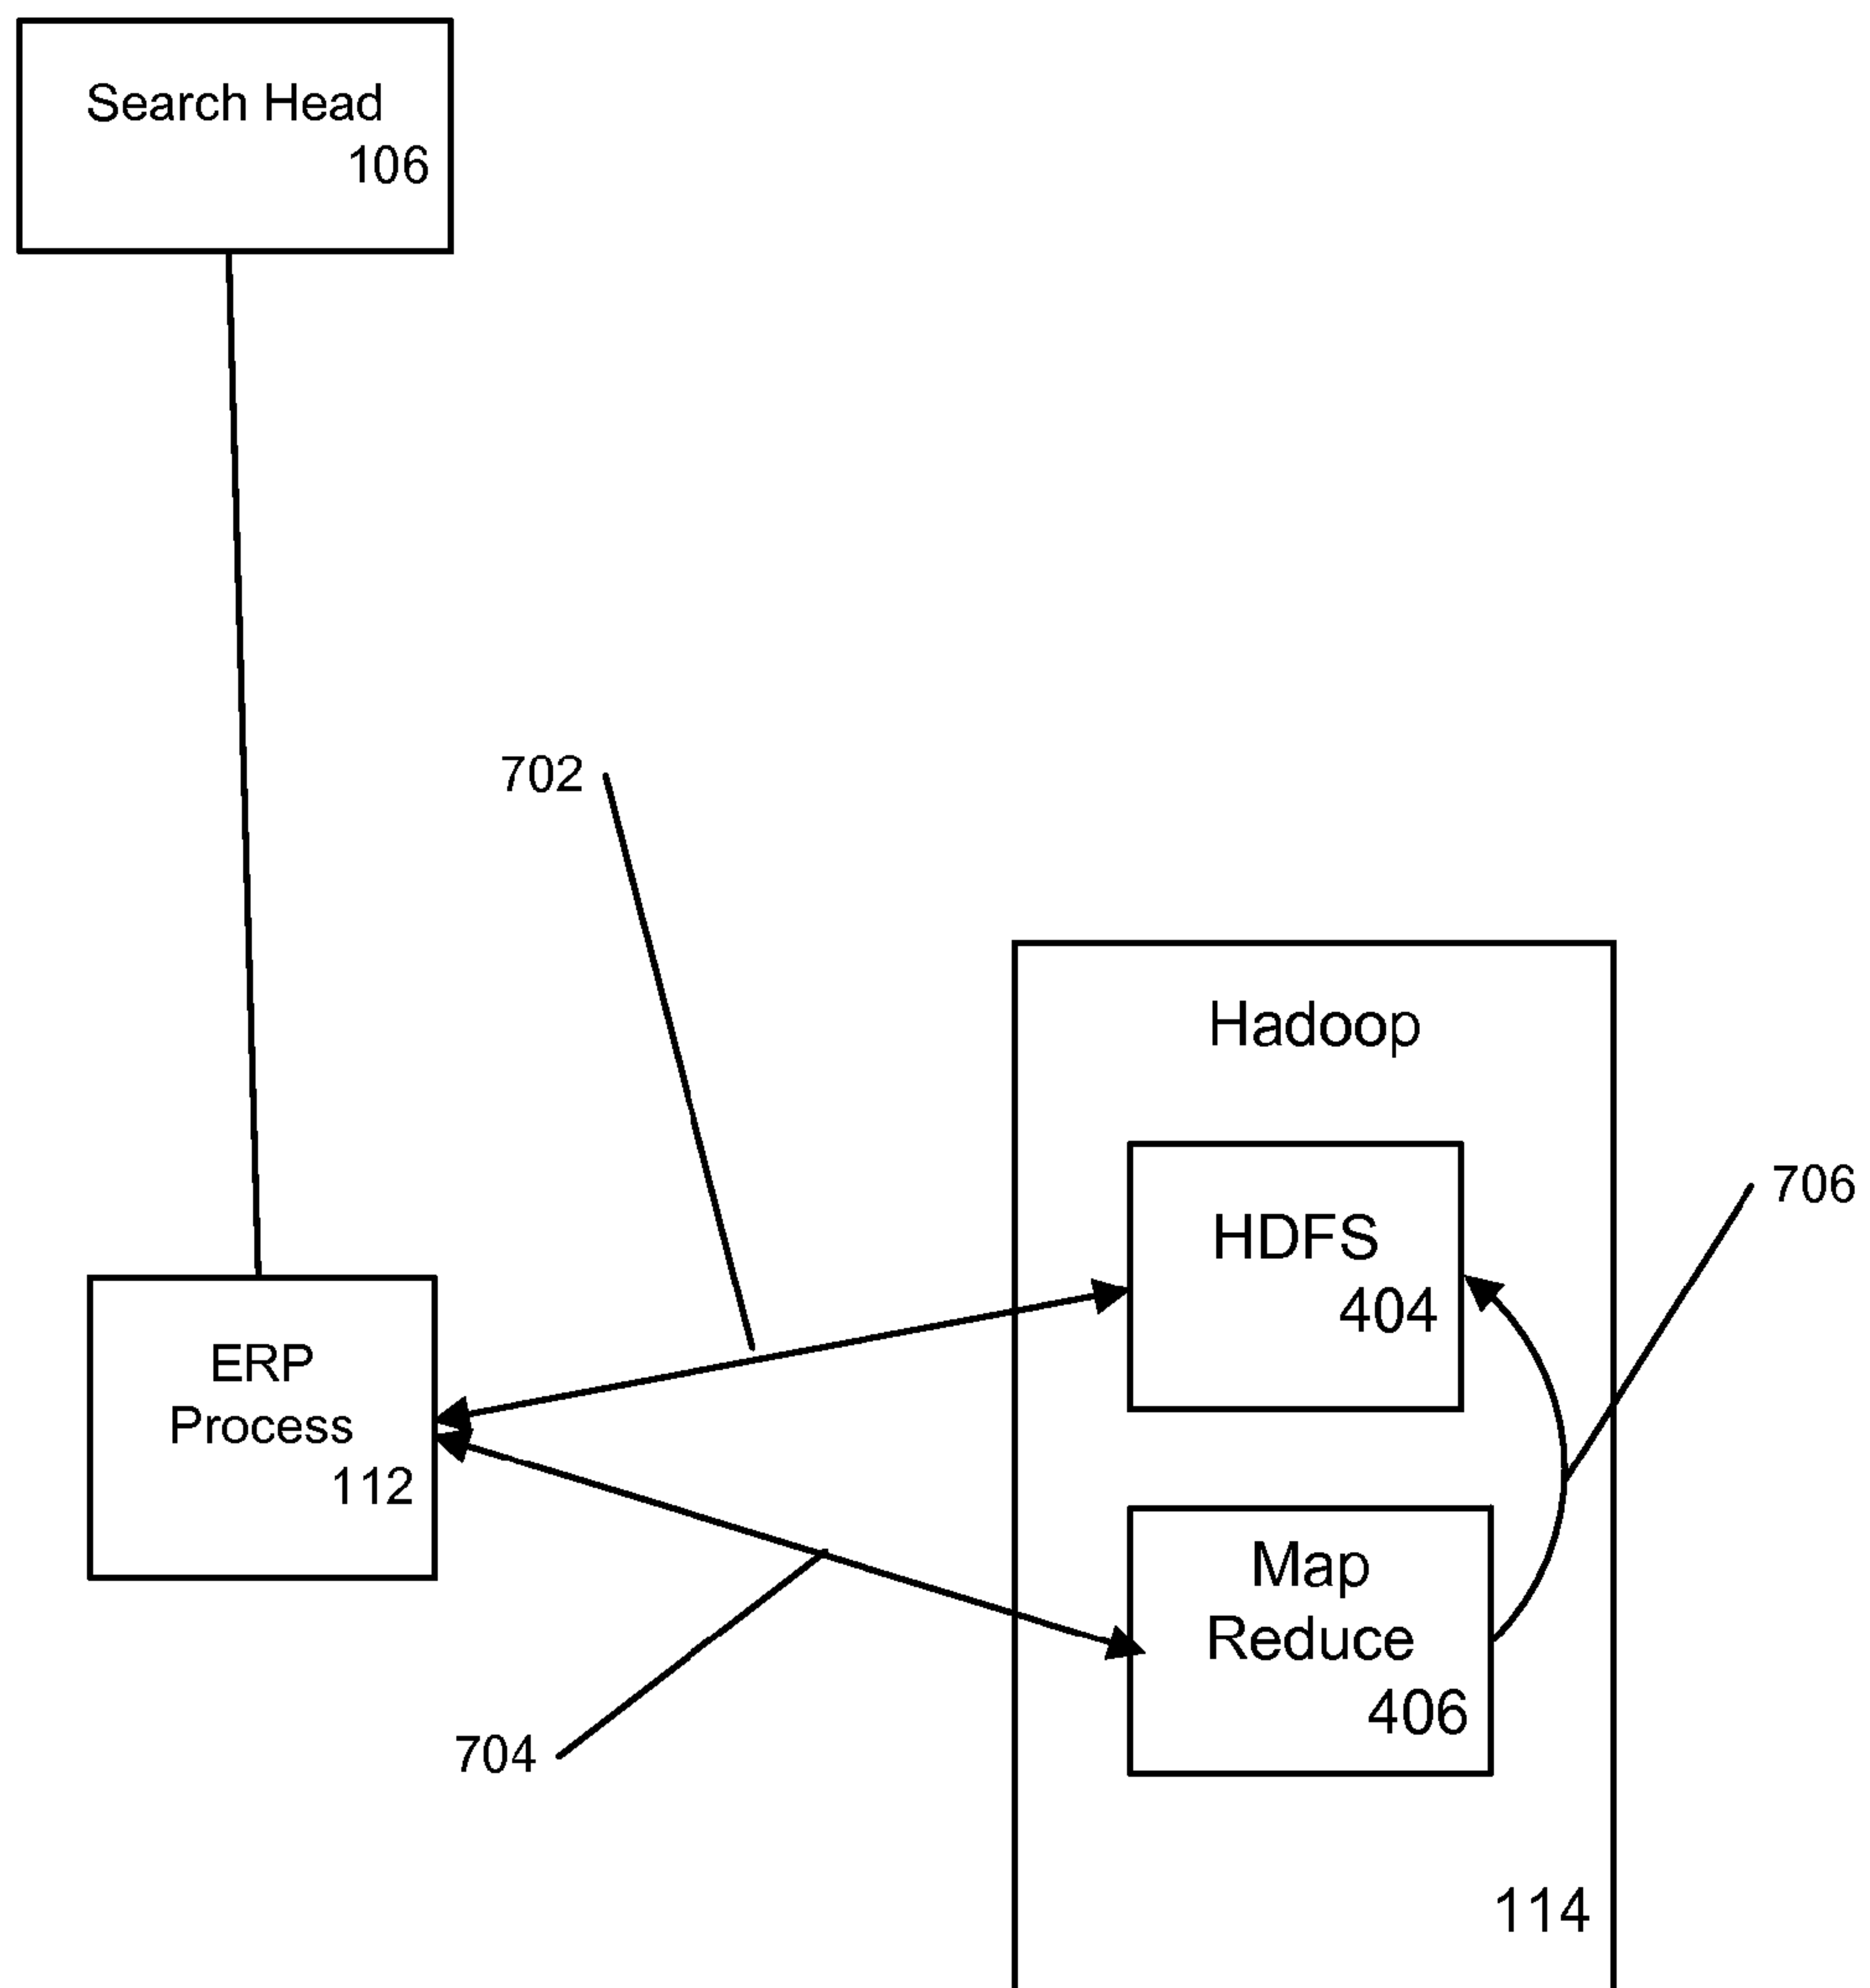 Search Head
106
702
Hadoop
706
HDFS
404
ERP
Process
112
Map
Reduce
406
704
114